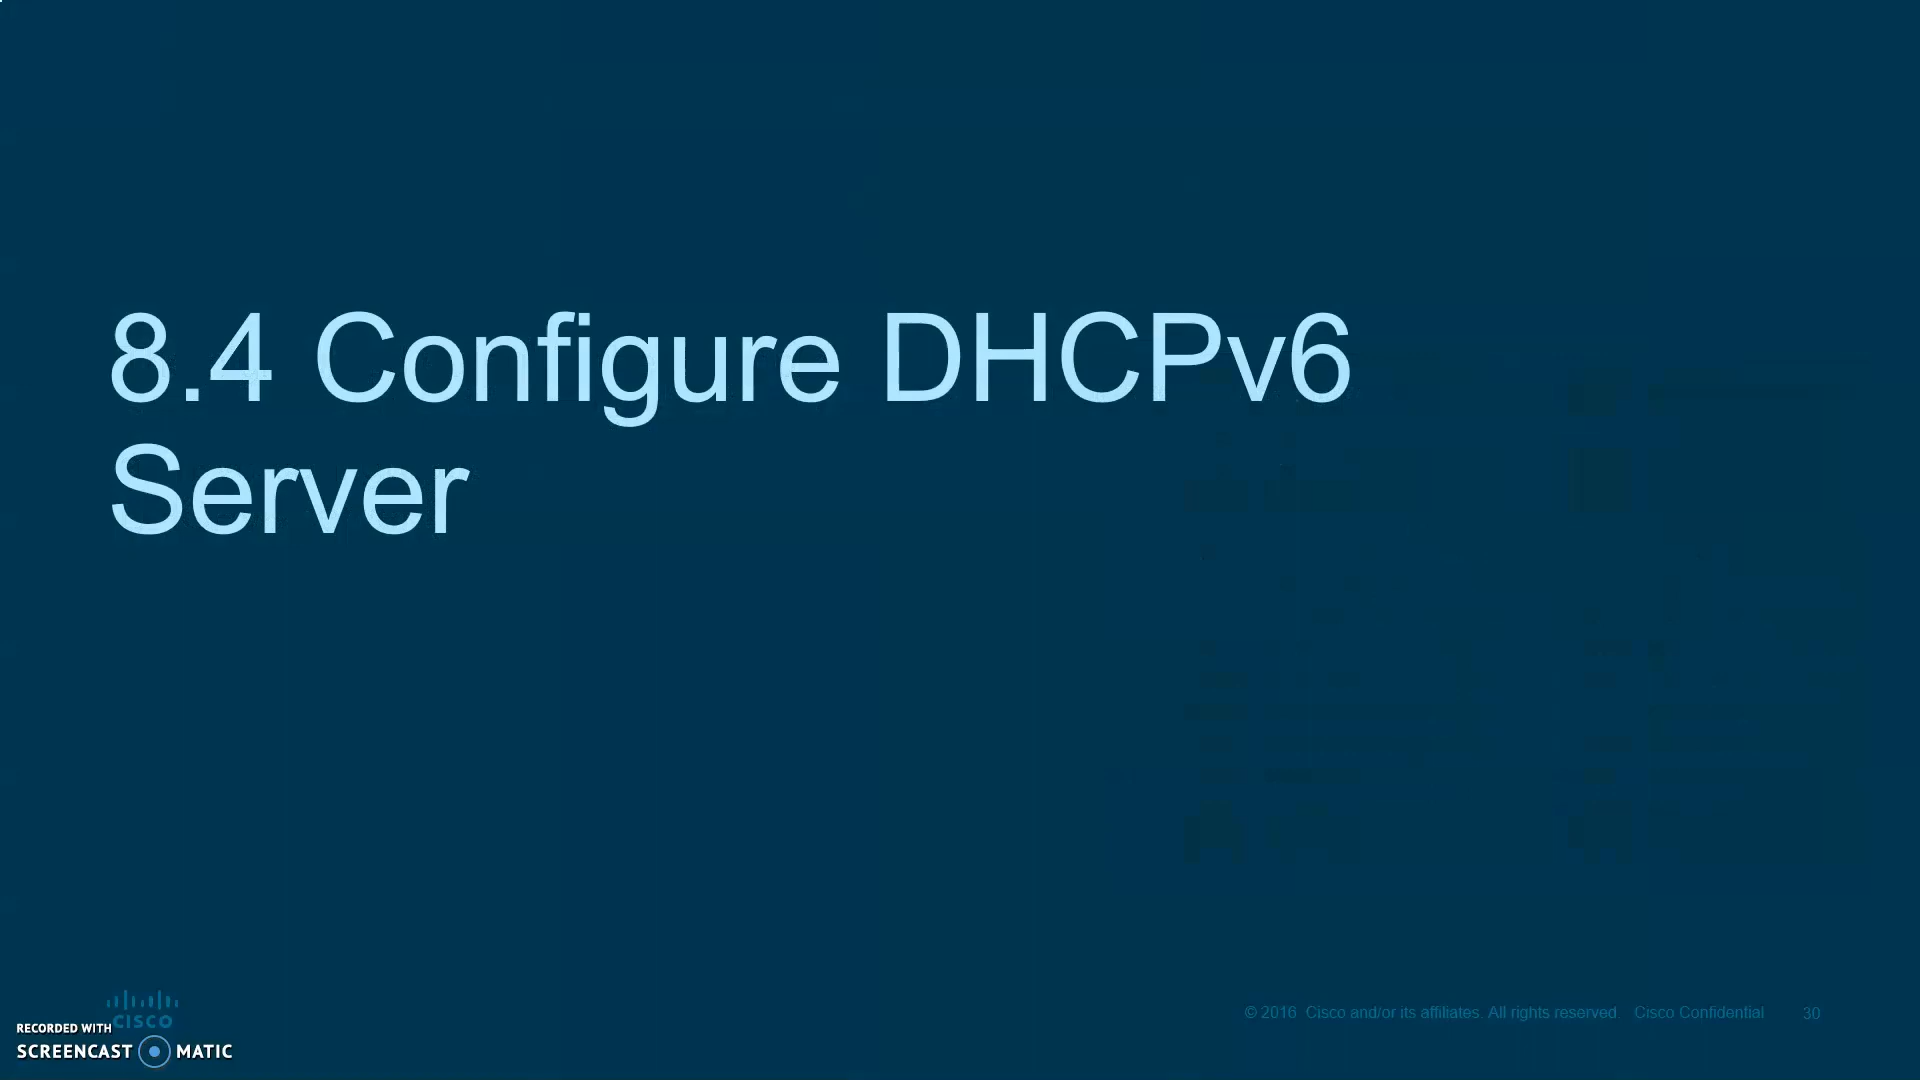 8.4 Configure DHCPv6
Server
CISCO
RECORDED WITH
SCREENCAST MATIC
© 2016 Cisco and/or its affiliates. All rights reserved. Cisco Confidential 30